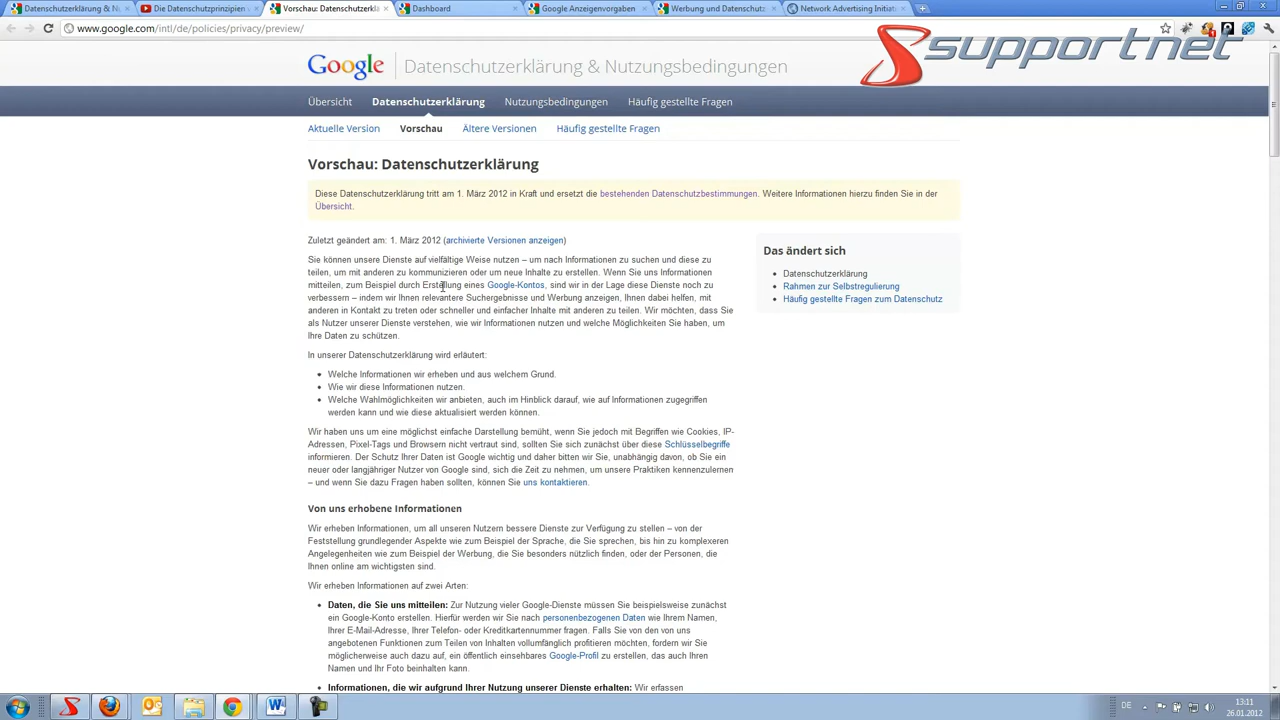 Datenschutzerklärung & Nu
Die Datenschutzprinzipien
Vorschau: Datenschutzerklä
Dashboard
Google Anzeigenvorgaben
Werbung und Datenschutz
Network Advertising Initiati
www.google.com/intl/de/policies/privacy/preview/
supportnet
Google
Datenschutzerklärung & Nutzungsbedingungen
Übersicht
Datenschutzerklärung
Nutzungsbedingungen
Häufig gestellte Fragen
Aktuelle Version
Vorschau
Ältere Versionen
Häufig gestellte Fragen
Vorschau: Datenschutzerklärung
Diese Datenschutzerklärung tritt am 1. März 2012 in Kraft und ersetzt die bestehenden Datenschutzbestimmungen. Weitere Informationen hierzu finden Sie in der
Übersicht.
Zuletzt geändert am: 1. März 2012 (archivierte Versionen anzeigen)
Sie können unsere Dienste auf vielfältige Weise nutzen – um nach Informationen zu suchen und diese zu
teilen, um mit anderen zu kommunizieren oder um neue Inhalte zu erstellen. Wenn Sie uns Informationen
mitteilen, zum Beispiel durch Erstellung eines Google-Kontos, sind wir in der Lage diese Dienste noch zu
verbessern – indem wir Ihnen relevantere Suchergebnisse und Werbung anzeigen, Ihnen dabei helfen, mit
anderen in Kontakt zu treten oder schneller und einfacher Inhalte mit anderen zu teilen. Wir möchten, dass Sie
als Nutzer unserer Dienste verstehen, wie wir Informationen nutzen und welche Möglichkeiten Sie haben, um
Ihre Daten zu schützen.
In unserer Datenschutzerklärung wird erläutert:
• Welche Informationen wir erheben und aus welchem Grund.
• Wie wir diese Informationen nutzen.
• Welche Wahlmöglichkeiten wir anbieten, auch im Hinblick darauf, wie auf Informationen zugegriffen
werden kann und wie diese aktualisiert werden können.
Wir haben uns um eine möglichst einfache Darstellung bemüht, wenn Sie jedoch mit Begriffen wie Cookies, IP-
Adressen, Pixel-Tags und Browsern nicht vertraut sind, sollten Sie sich zunächst über diese Schlüsselbegriffe
informieren. Der Schutz Ihrer Daten ist Google wichtig und daher bitten wir Sie, unabhängig davon, ob Sie ein
neuer oder langjähriger Nutzer von Google sind, sich die Zeit zu nehmen, um unsere Praktiken kennenzulernen
– und wenn Sie dazu Fragen haben sollten, können Sie uns kontaktieren.
Von uns erhobene Informationen
Wir erheben Informationen, um all unseren Nutzern bessere Dienste zur Verfügung zu stellen – von der
Feststellung grundlegender Aspekte wie zum Beispiel der Sprache, die Sie sprechen, bis hin zu komplexeren
Angelegenheiten wie zum Beispiel der Werbung, die Sie besonders nützlich finden, oder der Personen, die
Ihnen online am wichtigsten sind.
Wir erheben Informationen auf zwei Arten:
• Daten, die Sie uns mitteilen: Zur Nutzung vieler Google-Dienste müssen Sie beispielsweise zunächst
ein Google-Konto erstellen. Hierfür werden wir Sie nach personenbezogenen Daten wie Ihrem Namen,
Ihrer E-Mail-Adresse, Ihrer Telefon- oder Kreditkartennummer fragen. Falls Sie von den von uns
angebotenen Funktionen zum Teilen von Inhalten vollumfänglich profitieren möchten, fordern wir Sie
möglicherweise auch dazu auf, ein öffentlich einsehbares Google-Profil zu erstellen, das auch Ihren
Namen und Ihr Foto beinhalten kann.
• Informationen, die wir aufgrund Ihrer Nutzung unserer Dienste erhalten: Wir erfassen
Das ändert sich
• Datenschutzerklärung
• Rahmen zur Selbstregulierung
• Häufig gestellte Fragen zum Datenschutz
DE
13:11
26.01.2012